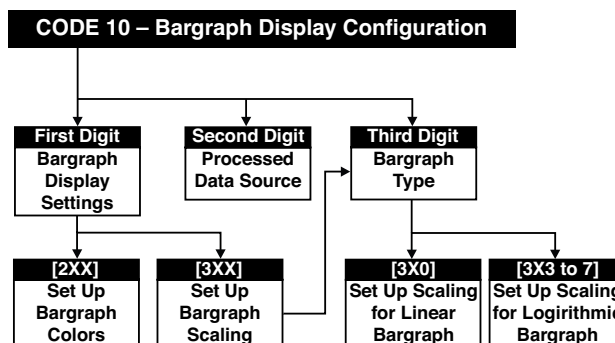 CODE 10 – Bargraph Display Configuration
First Digit
Bargraph
Display
Settings
Second Digit
Processed
Data Source
Third Digit
Bargraph
Type
[2XX]
Set Up
Bargraph
Colors
[3XX]
Set Up
Bargraph
Scaling
[3X0]
Set Up Scaling
for Linear
Bargraph
[3X3 to 7]
Set Up Scaling
for Logirithmic
Bargraph